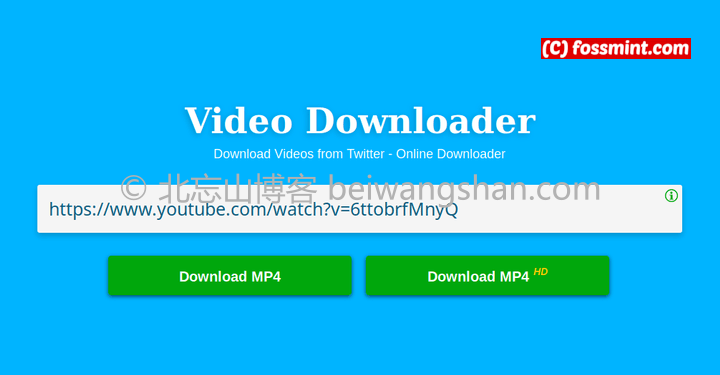 (C) fossmint.com
Video Downloader
Download Videos from Twitter - Online Downloader
© 北忘山博客 beiwangshan.com
https://www.youtube.com/watch?v=6ttobrfMnyQ
Download MP4
Download MP4 HD